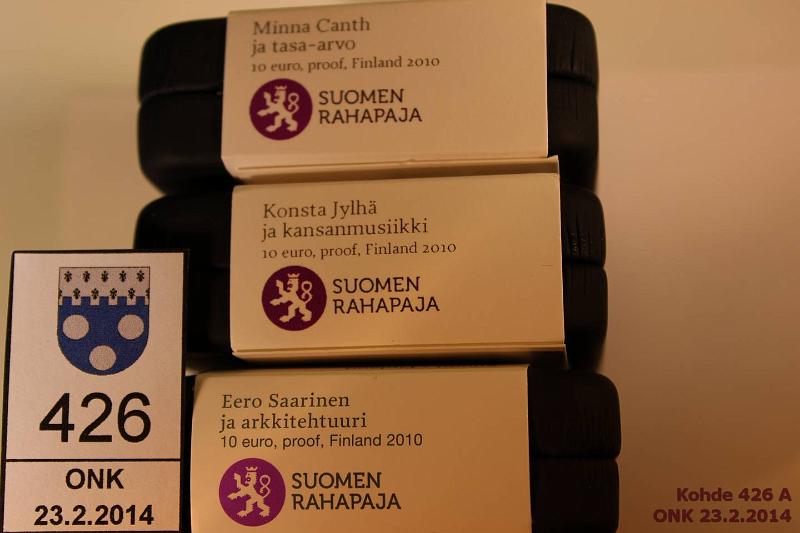 Minna Canth
ja tasa-arvo
10 euro, proof, Finland 2010
SUOMEN
RAHAPAJA
Konsta Jylhä
ja kansanmusiikki
10 euro, proof, Finland 2010
SUOMEN
RAHAPAJA
Eero Saarinen
ja arkkitehtuuri
10 euro, proof, Finland 2010
SUOMEN
RAHAPAJA
426
ONK
23.2.2014
Kohde 426 A
ONK 23.2.2014